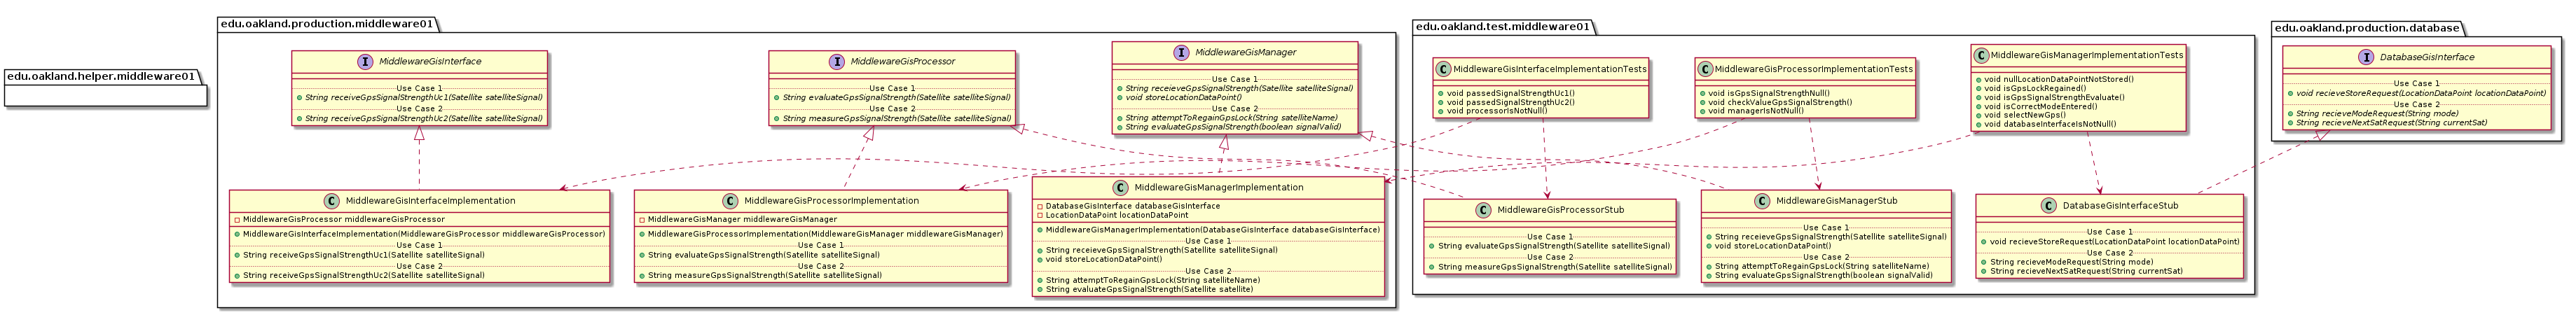 edu.oakland.helper.middleware01
edu.oakland.production.middleware01
I MiddlewareGisInterface
Use Case 1
String receiveGpsSignalStrengthUc1(Satellite satelliteSignal)
Use Case 2
String receiveGpsSignalStrengthUc2(Satellite satelliteSignal)
I MiddlewareGisProcessor
Use Case 1
String evaluateGpsSignalStrength(Satellite satelliteSignal)
Use Case 2
String measureGpsSignalStrength(Satellite satelliteSignal)
I MiddlewareGisManager
Use Case 1
String receieveGpsSignalStrength(Satellite satelliteSignal)
void storeLocationDataPoint()
Use Case 2
String attemptToRegainGpsLock(String satelliteName)
String evaluateGpsSignalStrength(boolean signalValid)
C MiddlewareGisInterfaceImplementation
MiddlewareGisProcessor middlewareGisProcessor
MiddlewareGisInterfaceImplementation(MiddlewareGisProcessor middlewareGisProcessor)
Use Case 1
String receiveGpsSignalStrengthUc1(Satellite satelliteSignal)
Use Case 2
String receiveGpsSignalStrengthUc2(Satellite satelliteSignal)
C MiddlewareGisProcessorImplementation
MiddlewareGisManager middlewareGisManager
MiddlewareGisProcessorImplementation(MiddlewareGisManager middlewareGisManager)
Use Case 1
String evaluateGpsSignalStrength(Satellite satelliteSignal)
Use Case 2
String measureGpsSignalStrength(Satellite satelliteSignal)
C MiddlewareGisManagerImplementation
DatabaseGisInterface databaseGisInterface
LocationDataPoint locationDataPoint
MiddlewareGisManagerImplementation(DatabaseGisInterface databaseGisInterface)
Use Case 1
String receieveGpsSignalStrength(Satellite satelliteSignal)
void storeLocationDataPoint()
Use Case 2
String attemptToRegainGpsLock(String satelliteName)
String evaluateGpsSignalStrength(Satellite satellite)
edu.oakland.test.middleware01
C MiddlewareGisInterfaceImplementationTests
void passedSignalStrengthUc1()
void passedSignalStrengthUc2()
void processorIsNotNull()
C MiddlewareGisProcessorImplementationTests
void isGpsSignalStrengthNull()
void checkValueGpsSignalStrength()
void managerIsNotNull()
C MiddlewareGisManagerImplementationTests
void nullLocationDataPointNotStored()
void isGpsLockRegained()
void isGpsSignalStrengthEvaluate()
void isCorrectModeEntered()
void selectNewGps()
void databaseInterfaceIsNotNull()
C MiddlewareGisProcessorStub
Use Case 1
String evaluateGpsSignalStrength(Satellite satelliteSignal)
Use Case 2
String measureGpsSignalStrength(Satellite satelliteSignal)
C MiddlewareGisManagerStub
Use Case 1
String receieveGpsSignalStrength(Satellite satelliteSignal)
void storeLocationDataPoint()
Use Case 2
String attemptToRegainGpsLock(String satelliteName)
String evaluateGpsSignalStrength(boolean signalValid)
C DatabaseGisInterfaceStub
Use Case 1
void recieveStoreRequest(LocationDataPoint locationDataPoint)
Use Case 2
String recieveModeRequest(String mode)
String recieveNextSatRequest(String currentSat)
edu.oakland.production.database
I DatabaseGisInterface
Use Case 1
void recieveStoreRequest(LocationDataPoint locationDataPoint)
Use Case 2
String recieveModeRequest(String mode)
String recieveNextSatRequest(String currentSat)